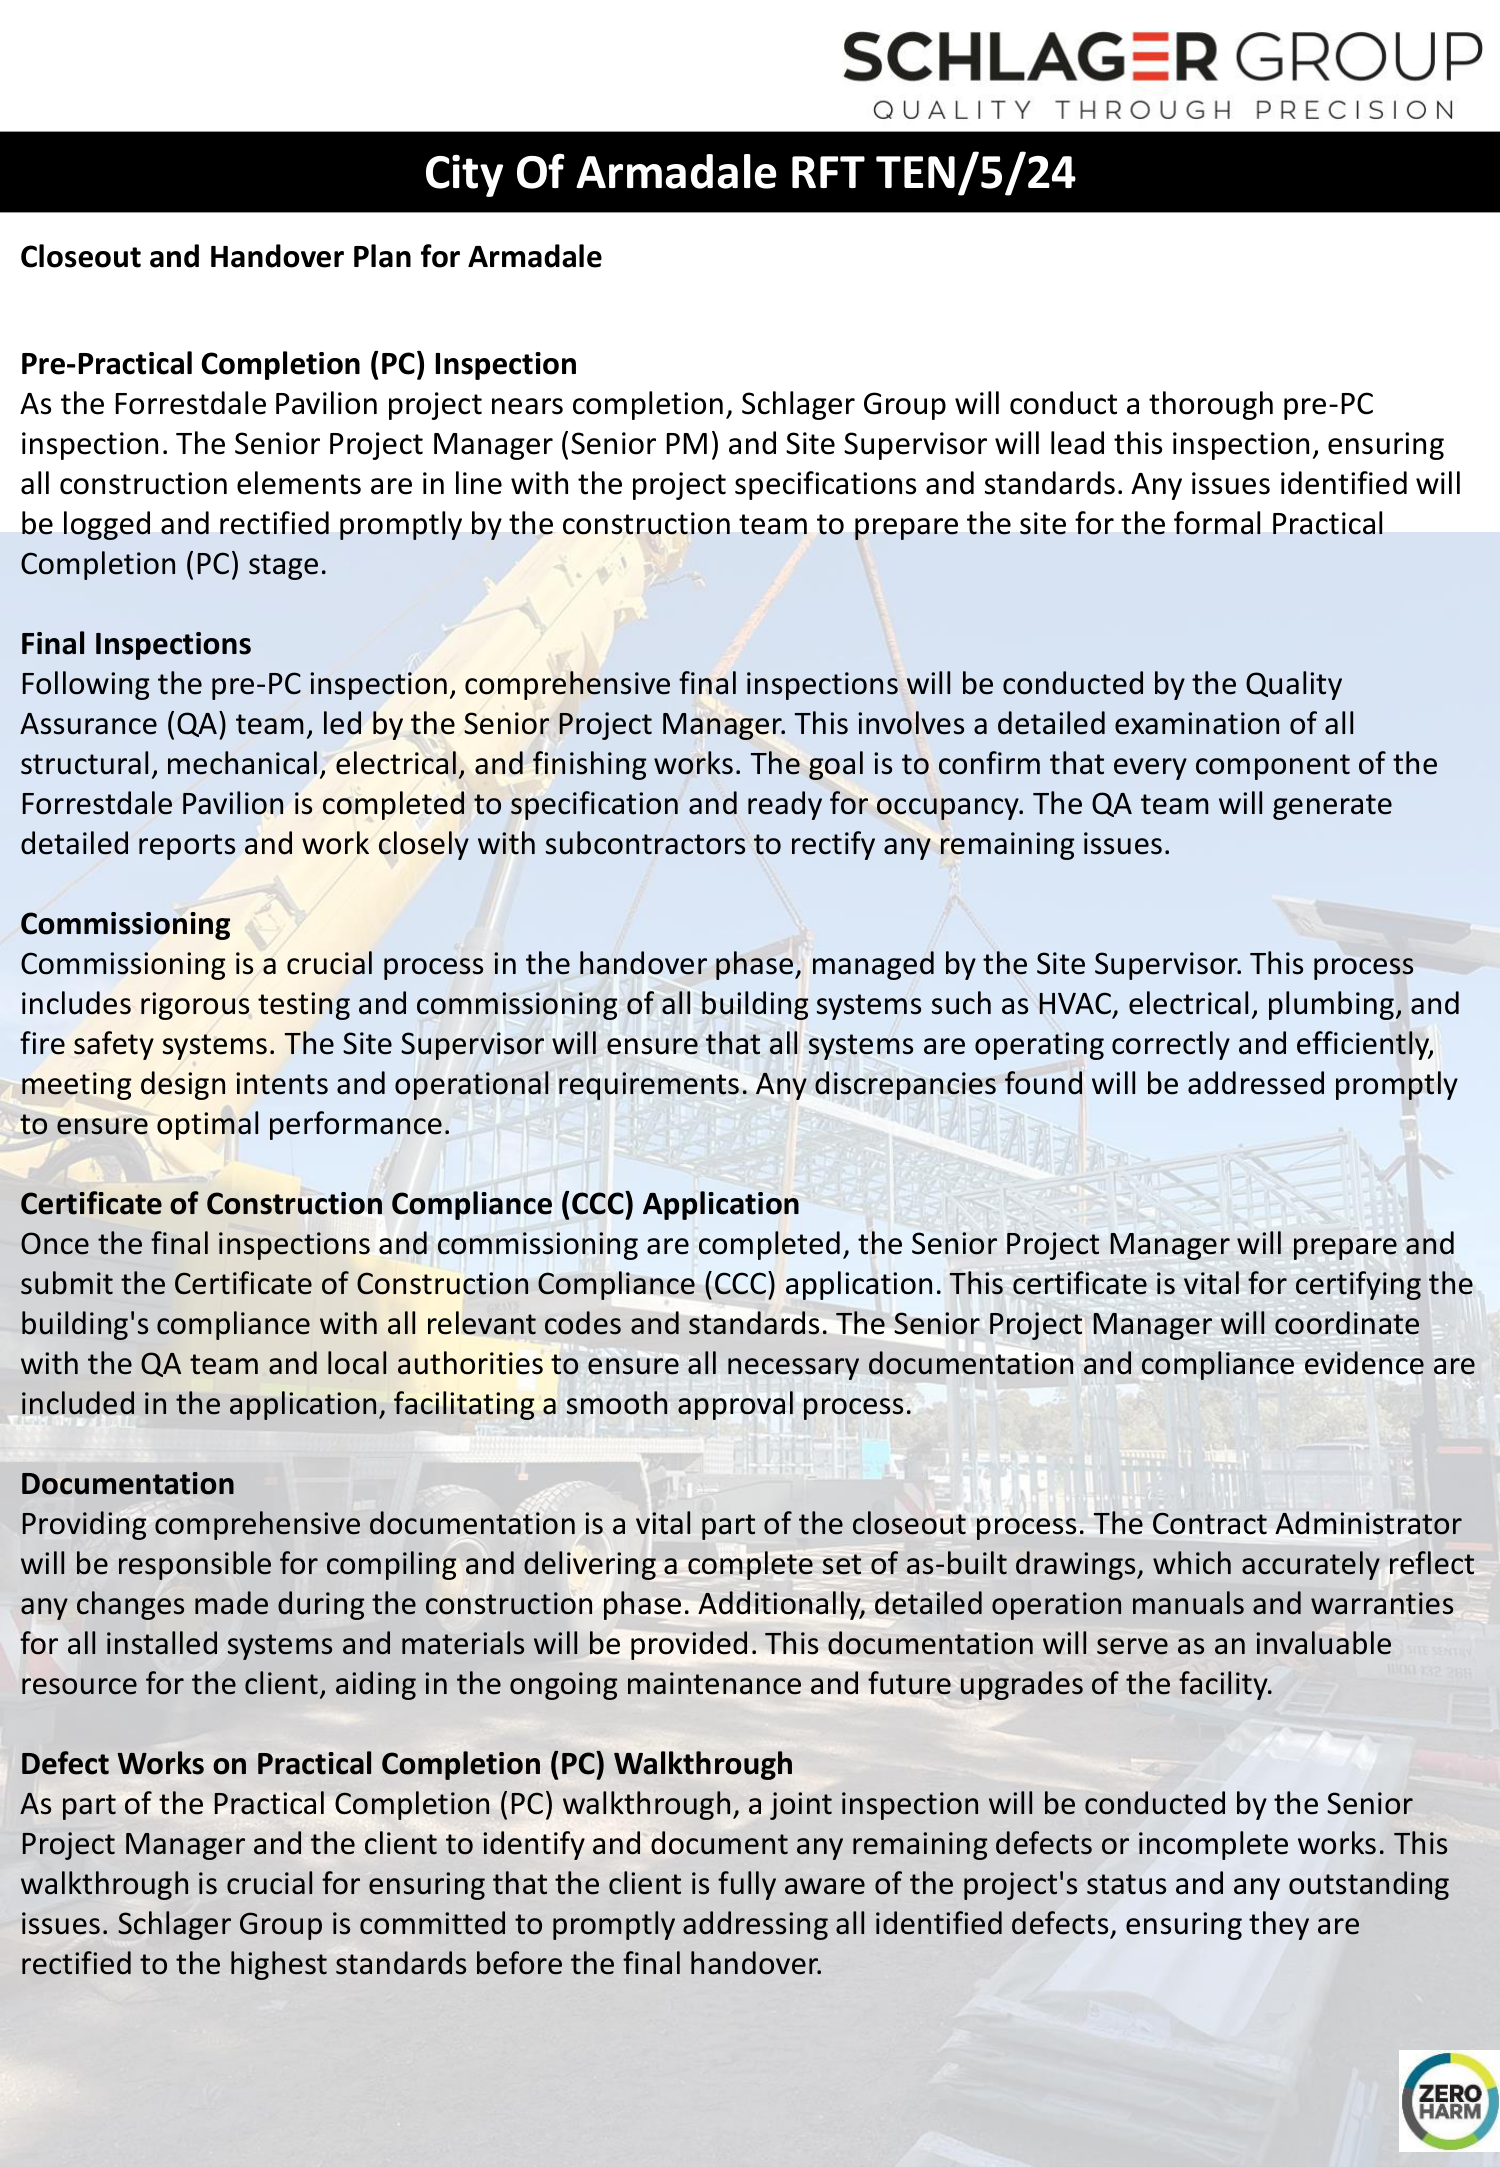 SCHLAGER GROUP
QUALITY THROUGH PRECISION
City Of Armadale RFT TEN/5/24
Closeout and Handover Plan for Armadale
Pre-Practical Completion (PC) Inspection
As the Forrestdale Pavilion project nears completion, Schlager Group will conduct a thorough pre-PC
inspection. The Senior Project Manager (Senior PM) and Site Supervisor will lead this inspection, ensuring
all construction elements are in line with the project specifications and standards. Any issues identified will
be logged and rectified promptly by the construction team to prepare the site for the formal Practical
Completion (PC) stage.
Final Inspections
Following the pre-PC inspection, comprehensive final inspections will be conducted by the Quality
Assurance (QA) team, led by the Senior Project Manager. This involves a detailed examination of all
structural, mechanical, electrical, and finishing works. The goal is to confirm that every component of the
Forrestdale Pavilion is completed to specification and ready for occupancy. The QA team will generate
detailed reports and work closely with subcontractors to rectify any remaining issues.
Commissioning
Commissioning is a crucial process in the handover phase, managed by the Site Supervisor. This process
includes rigorous testing and commissioning of all building systems such as HVAC, electrical, plumbing, and
fire safety systems. The Site Supervisor will ensure that all systems are operating correctly and efficiently,
meeting design intents and operational requirements. Any discrepancies found will be addressed promptly
to ensure optimal performance.
Certificate of Construction Compliance (CCC) Application
Once the final inspections and commissioning are completed, the Senior Project Manager will prepare and
submit the Certificate of Construction Compliance (CCC) application. This certificate is vital for certifying the
building's compliance with all relevant codes and standards. The Senior Project Manager will coordinate
with the QA team and local authorities to ensure all necessary documentation and compliance evidence are
included in the application, facilitating a smooth approval process.
Documentation
Providing comprehensive documentation is a vital part of the closeout process. The Contract Administrator
will be responsible for compiling and delivering a complete set of as-built drawings, which accurately reflect
any changes made during the construction phase. Additionally, detailed operation manuals and warranties
for all installed systems and materials will be provided. This documentation will serve as an invaluable
resource for the client, aiding in the ongoing maintenance and future upgrades of the facility.
SITE SENTRY
Defect Works on Practical Completion (PC) Walkthrough
As part of the Practical Completion (PC) walkthrough, a joint inspection will be conducted by the Senior
Project Manager and the client to identify and document any remaining defects or incomplete works. This
walkthrough is crucial for ensuring that the client is fully aware of the project's status and any outstanding
issues. Schlager Group is committed to promptly addressing all identified defects, ensuring they are
rectified to the highest standards before the final handover.
ZERO
HARM